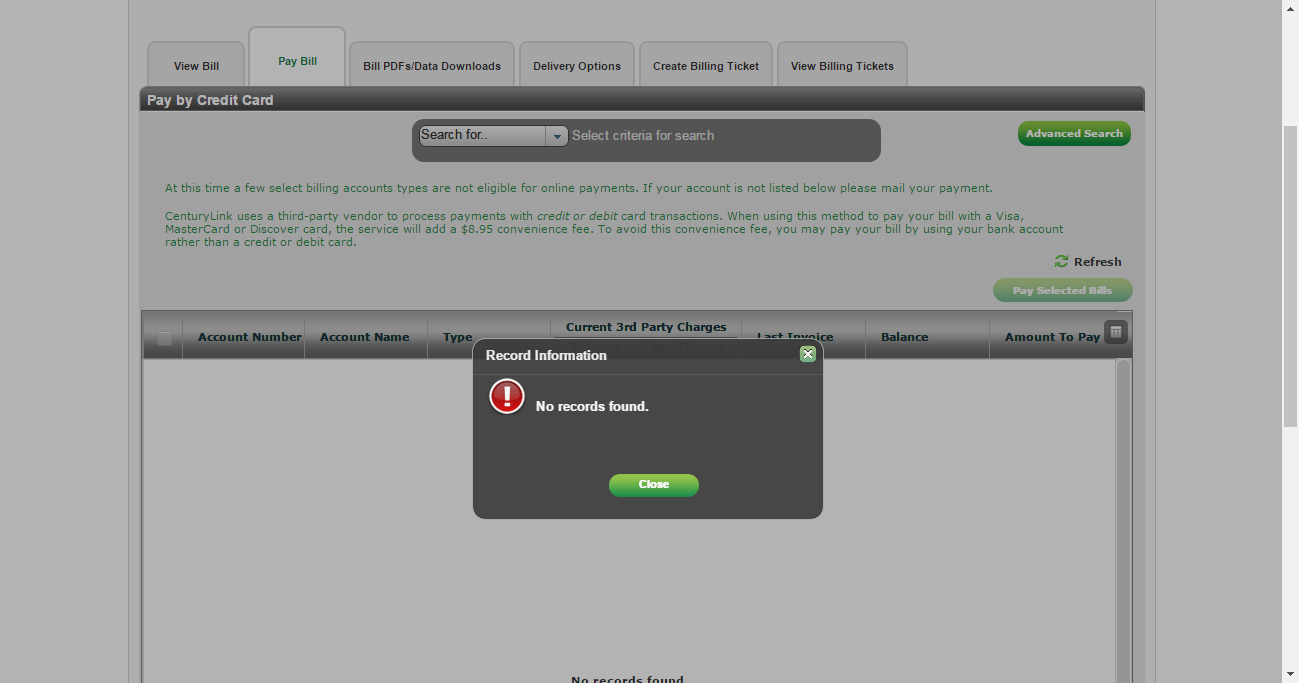 View Bill
Pay Bill
Bill PDFs/Data Downloads
Delivery Options
Create Billing Ticket
View Billing Tickets
Pay by Credit Card
Search for..
Select criteria for search
Advanced Search
At this time a few select billing accounts types are not eligible for online payments. If your account is not listed below please mail your payment.
CenturyLink uses a third-party vendor to process payments with credit or debit card transactions. When using this method to pay your bill with a Visa,
MasterCard or Discover card, the service will add a $8.95 convenience fee. To avoid this convenience fee, you may pay your bill by using your bank account
rather than a credit or debit card.
Refresh
Pay Selected Bills
Account Number
Account Name
Type
Current 3rd Party Charges
Last Invoice
Balance
Amount To Pay
Record Information
No records found.
Close
No records found